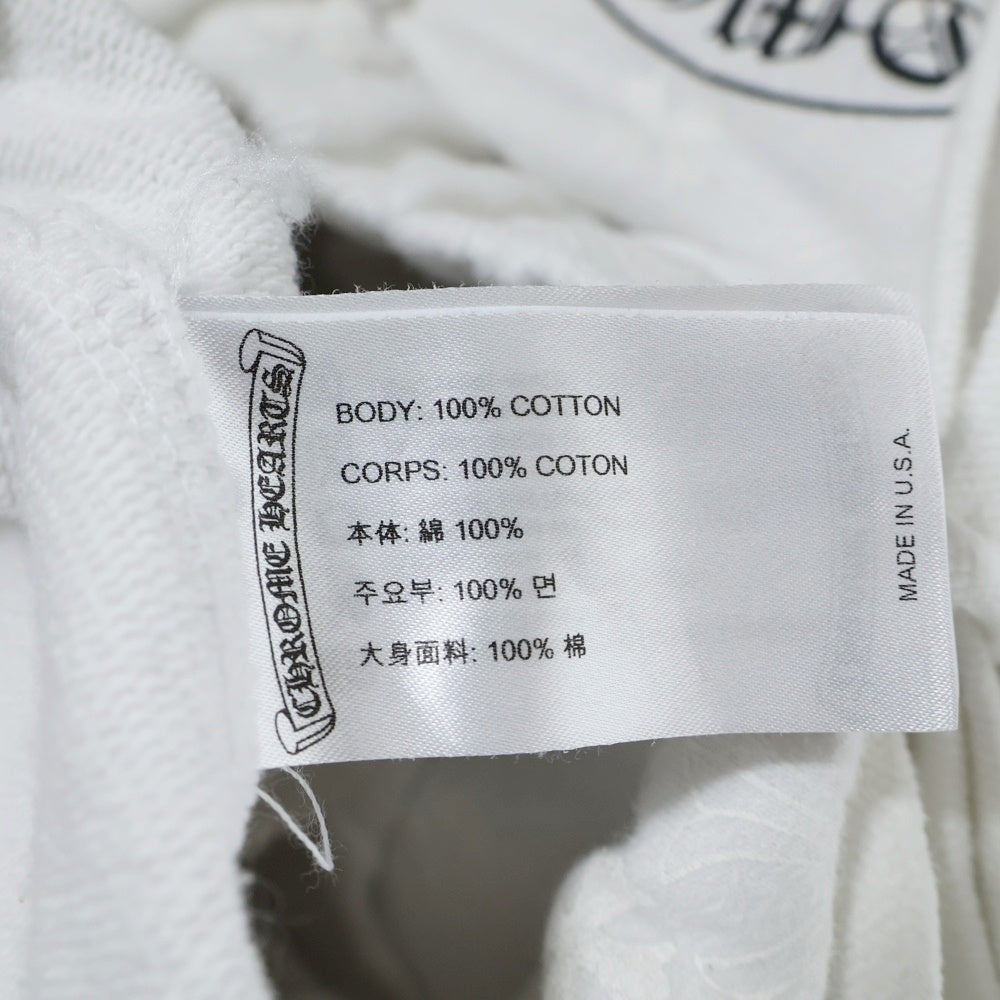 CHROME HEARTS
BODY: 100% COTTON
CORPS: 100% COTON
本体: 綿 100%
주요부: 100% 면
大身面料: 100% 棉
MADE IN U.S.A.